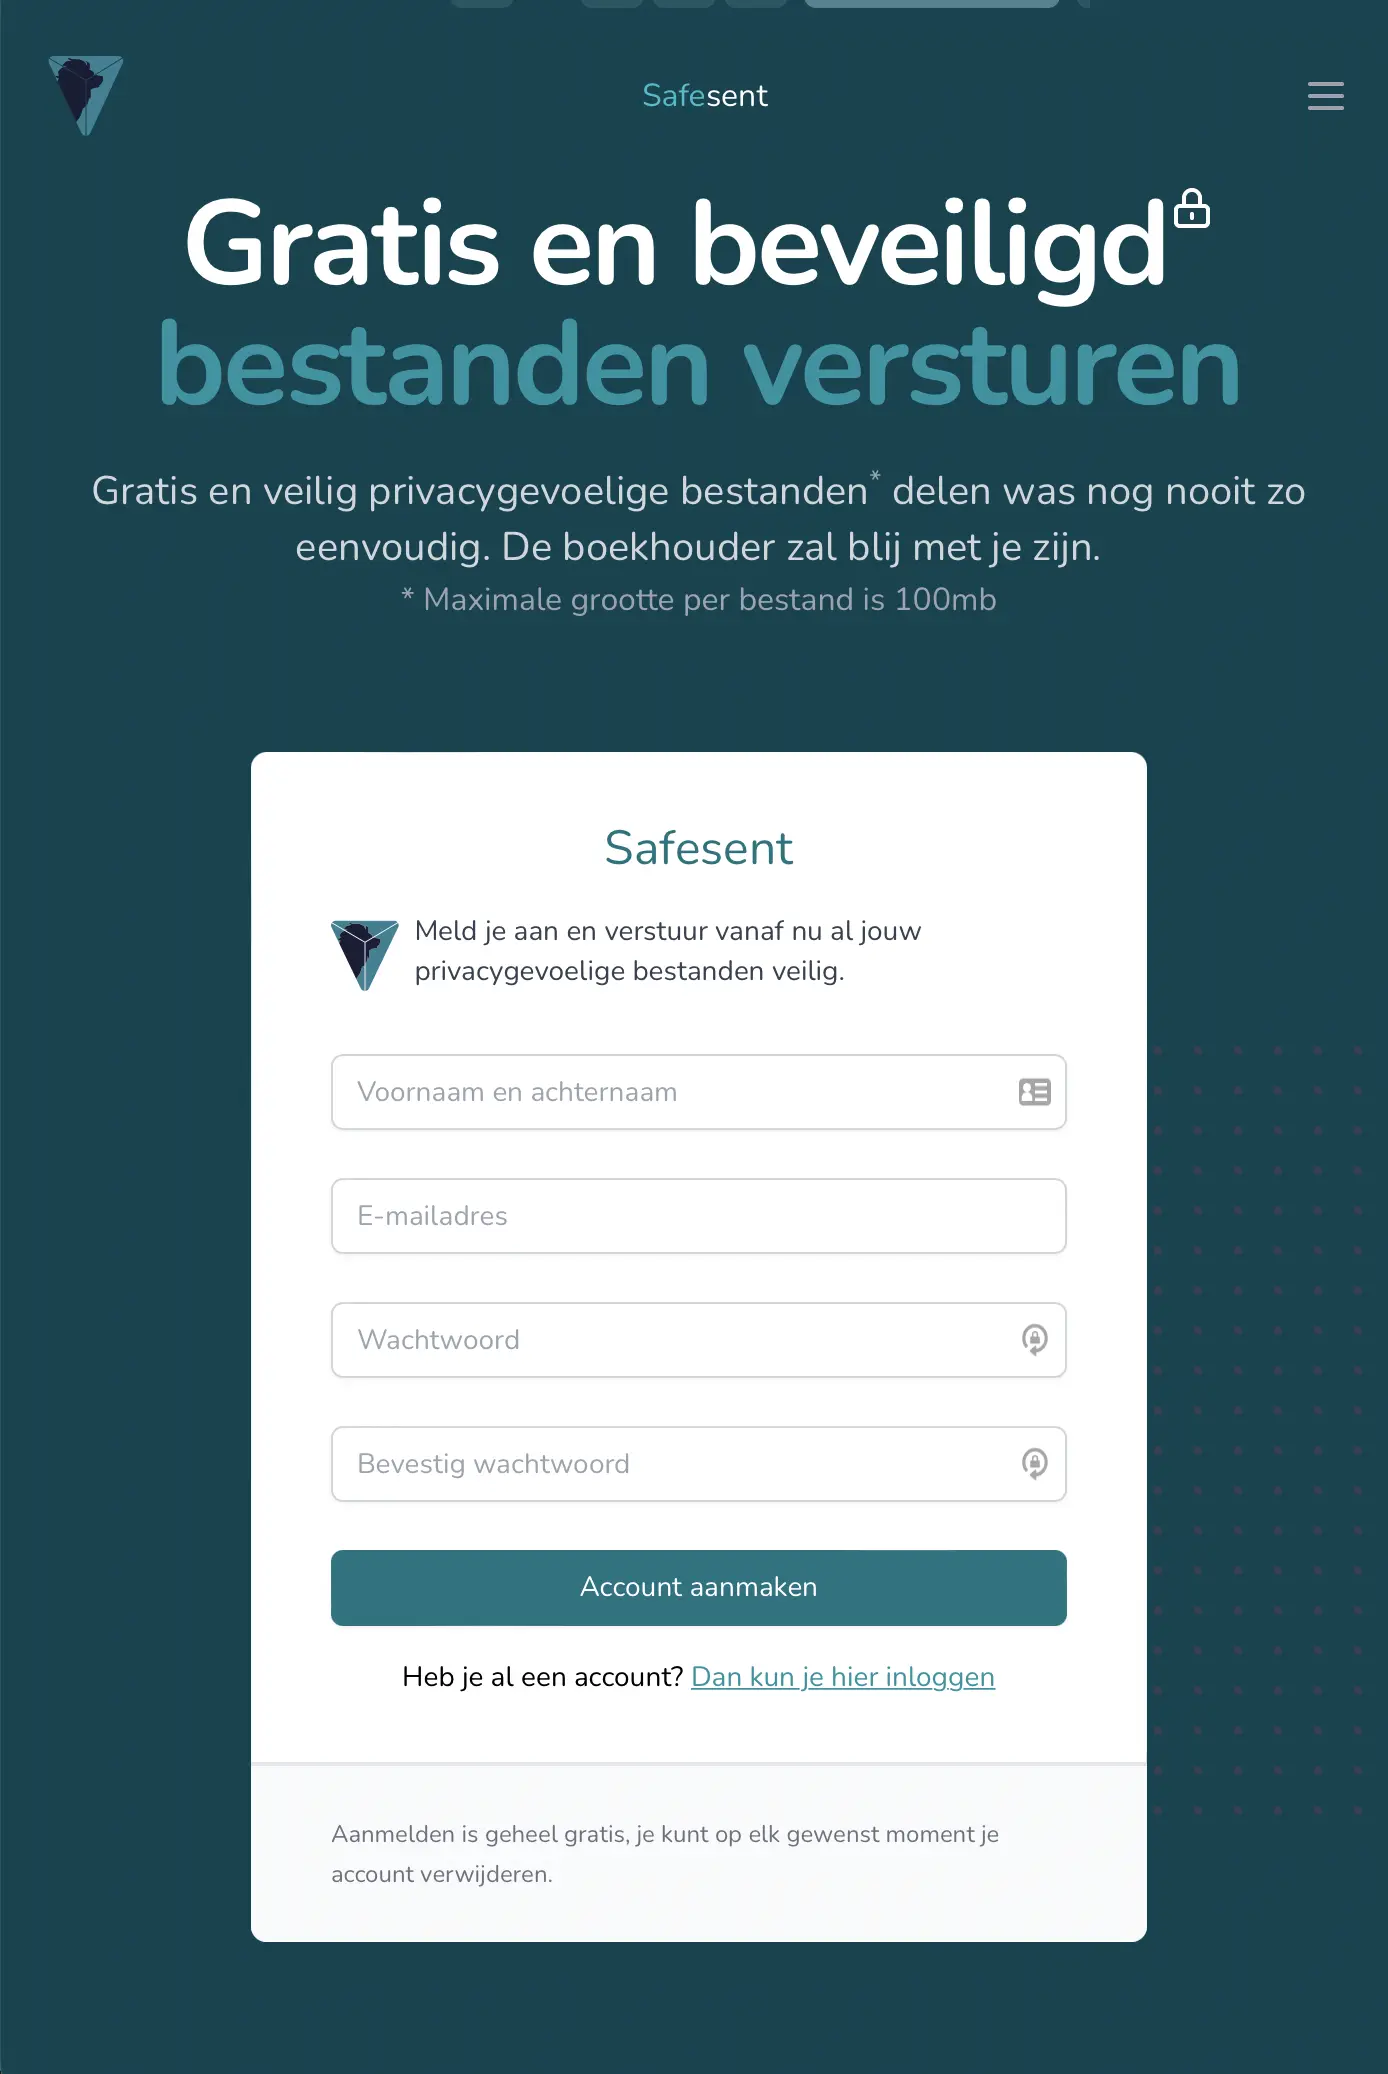 Safesent
Gratis en beveiligd
bestanden versturen
Gratis en veilig privacygevoelige bestanden* delen was nog nooit zo
eenvoudig. De boekhouder zal blij met je zijn.
* Maximale grootte per bestand is 100mb
Safesent
Meld je aan en verstuur vanaf nu al jouw
privacygevoelige bestanden veilig.
Voornaam en achternaam
E-mailadres
Wachtwoord
Bevestig wachtwoord
Account aanmaken
Heb je al een account? Dan kun je hier inloggen
Aanmelden is geheel gratis, je kunt op elk gewenst moment je
account verwijderen.